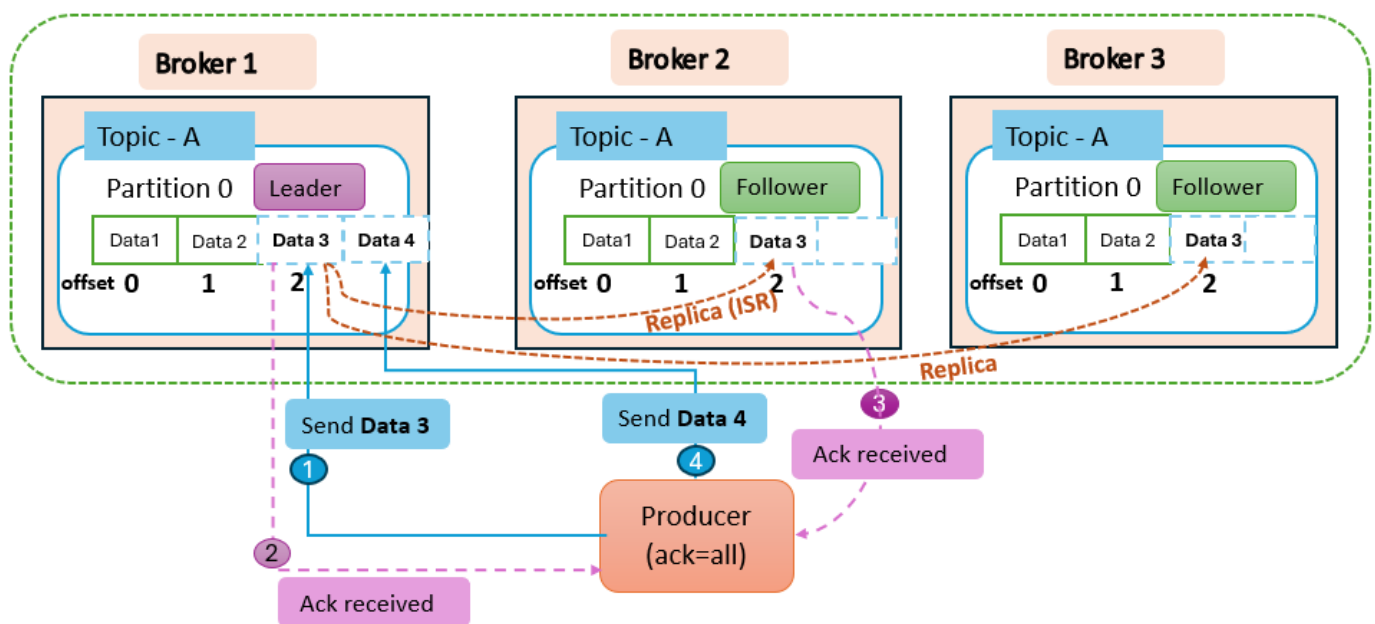 Broker 1
Broker 2
Broker 3
Topic - A
Topic - A
Topic - A
Partition 0
Leader
Partition 0
Follower
Partition 0
Follower
Data1
Data 2
Data 3
Data 4
Data1
Data 2
Data 3
Data1
Data 2
Data 3
offset 0 1 2
offset 0 1 2
offset 0 1 2
Replica (ISR)
Replica
Send Data 3
1
Send Data 4
4
3
Ack received
Producer
(ack=all)
2
Ack received